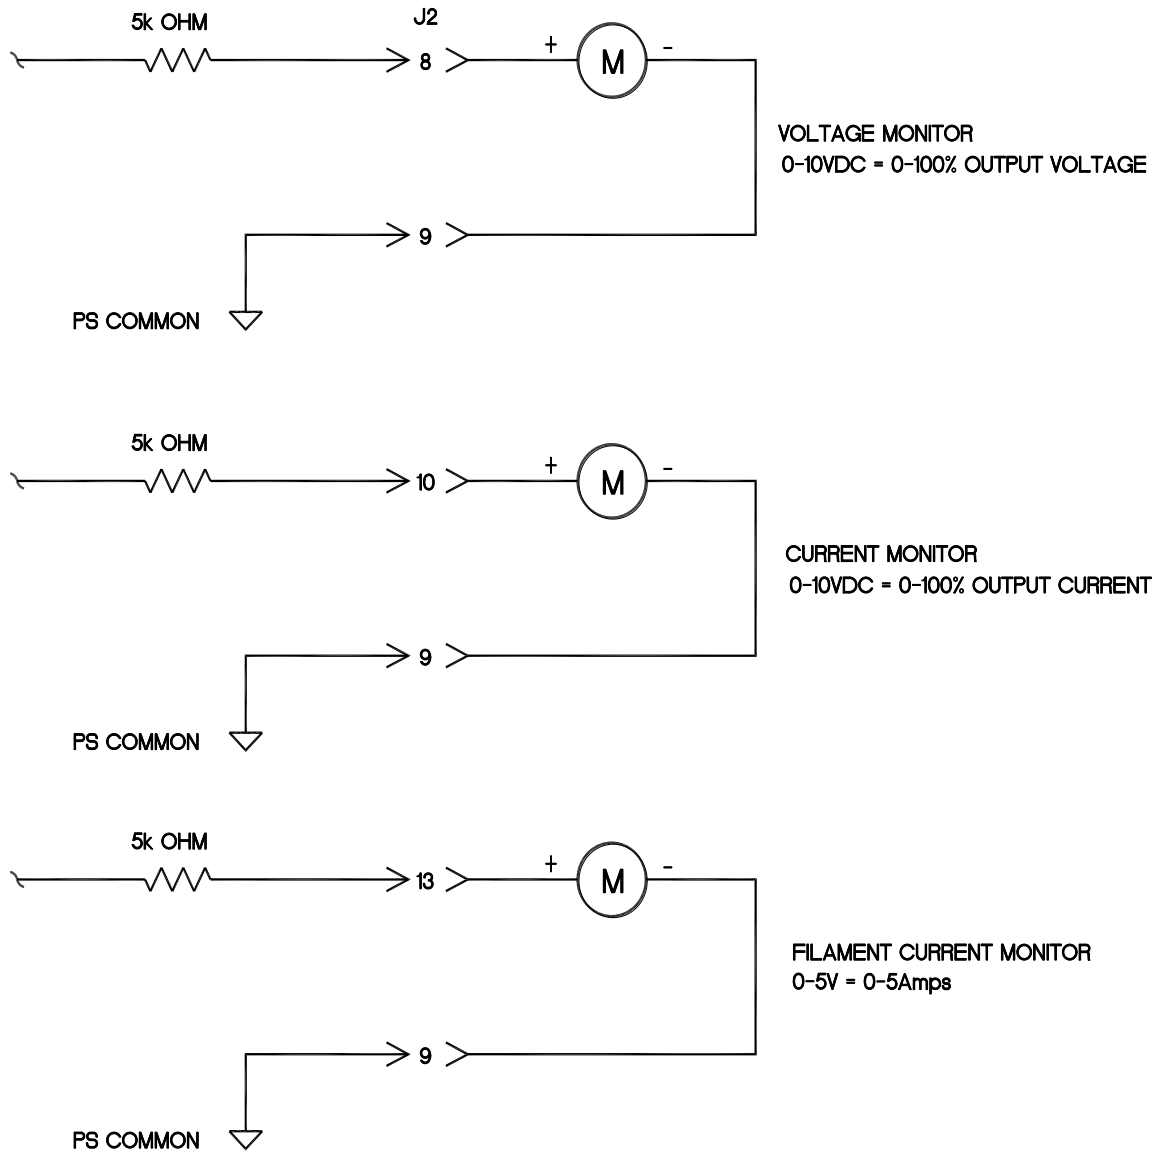 5k OHM
J2
8
+
M
-
VOLTAGE MONITOR
0-10VDC = 0-100% OUTPUT VOLTAGE
9
PS COMMON
5k OHM
10
+
M
-
CURRENT MONITOR
0-10VDC = 0-100% OUTPUT CURRENT
9
PS COMMON
5k OHM
13
+
M
-
FILAMENT CURRENT MONITOR
0-5V = 0-5Amps
9
PS COMMON